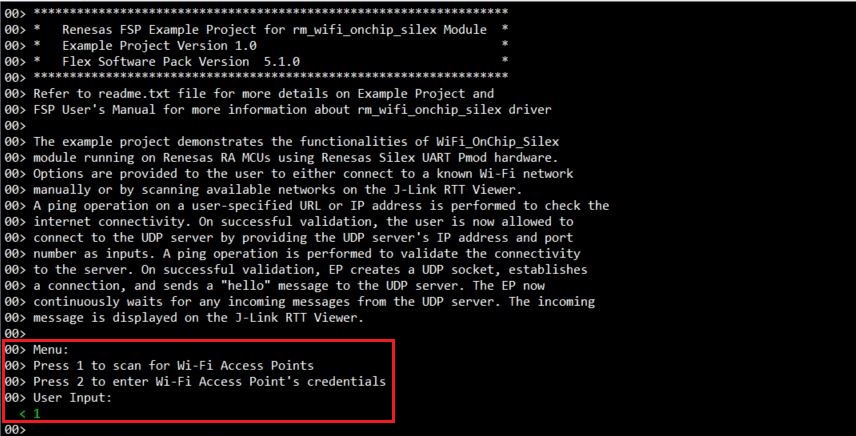 00> ******************************************************************
00> *   Renesas FSP Example Project for rm_wifi_onchip_silex Module  *
00> *   Example Project Version 1.0                                  *
00> *   Flex Software Pack Version  5.1.0                            *
00> ******************************************************************
00> Refer to readme.txt file for more details on Example Project and
00> FSP User's Manual for more information about rm_wifi_onchip_silex driver
00>
00> The example project demonstrates the functionalities of WiFi_OnChip_Silex
00> module running on Renesas RA MCUs using Renesas Silex UART Pmod hardware.
00> Options are provided to the user to either connect to a known Wi-Fi network
00> manually or by scanning available networks on the J-Link RTT Viewer.
00> A ping operation on a user-specified URL or IP address is performed to check the
00> internet connectivity. On successful validation, the user is now allowed to
00> connect to the UDP server by providing the UDP server's IP address and port
00> number as inputs. A ping operation is performed to validate the connectivity
00> to the server. On successful validation, EP creates a UDP socket, establishes
00> a connection, and sends a "hello" message to the UDP server. The EP now
00> continuously waits for any incoming messages from the UDP server. The incoming
00> message is displayed on the J-Link RTT Viewer.
00>
00> Menu:
00> Press 1 to scan for Wi-Fi Access Points
00> Press 2 to enter Wi-Fi Access Point's credentials
00> User Input:
< 1
00>